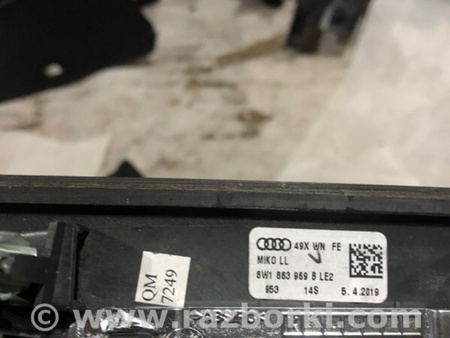 49X WN FE
MIKO LL
8W1 863 969 B LE2
953 14S 5.4.2019
QM
7249
www.razborki.com